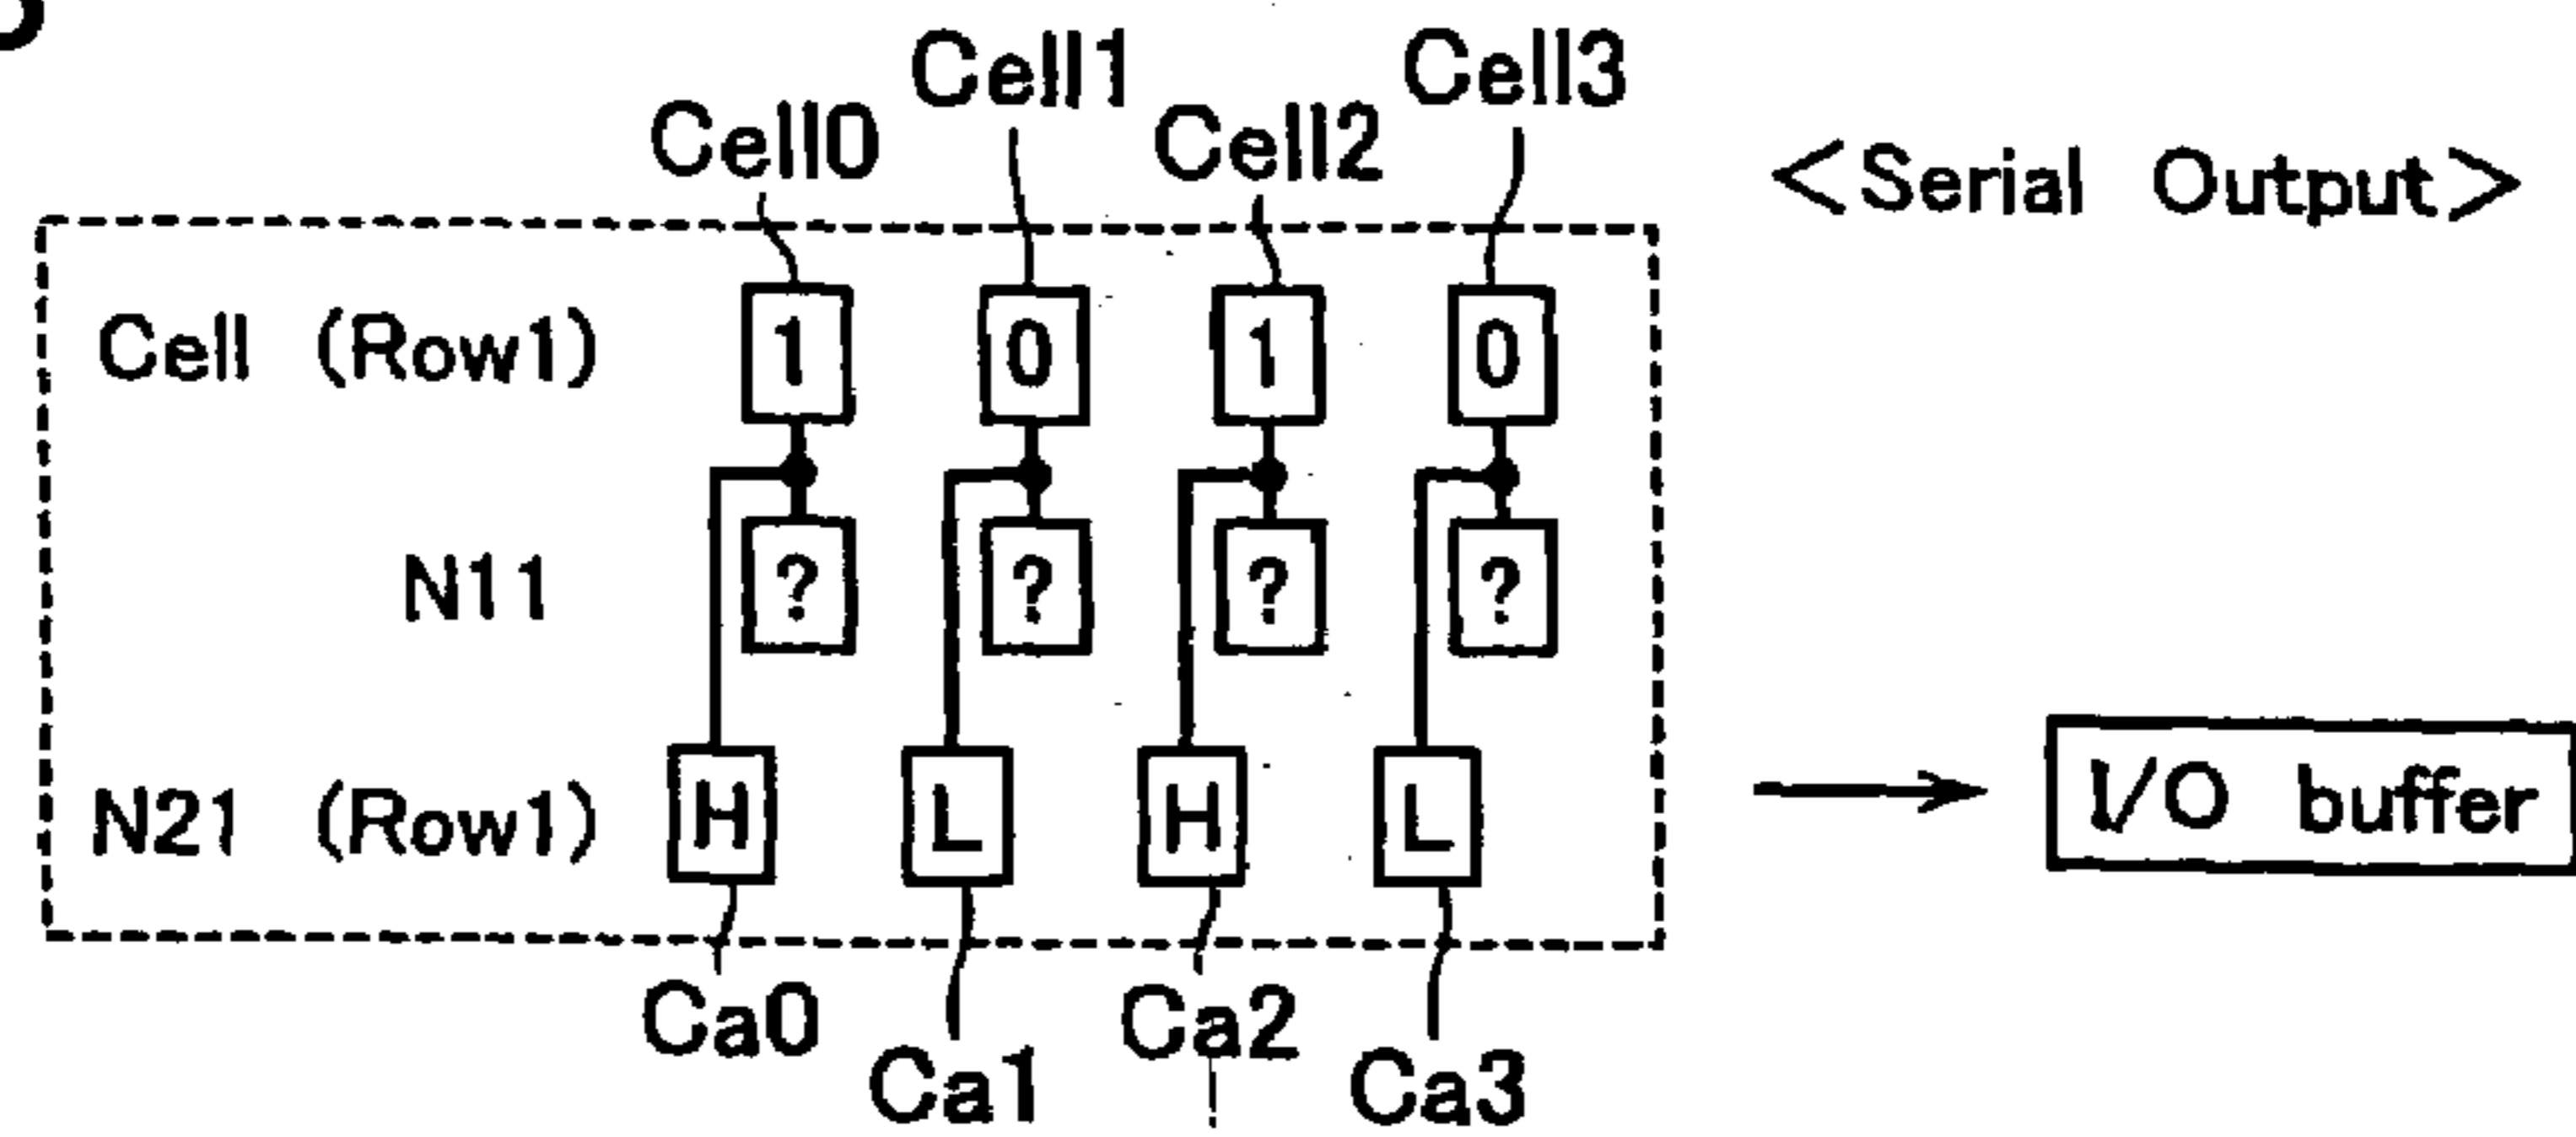 Cell0 Cell1 Cell2 Cell3
<Serial Output>
Cell (Row1) 1 0 1 0
N11 ? ? ? ?
N21 (Row1) H L H L
I/O buffer
Ca0 Ca1 Ca2 Ca3